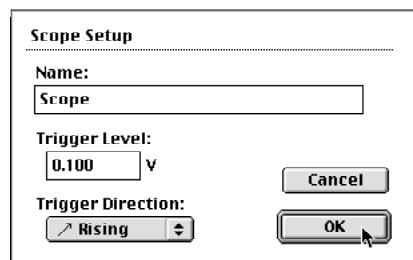 Scope Setup
Name:
Scope
Trigger Level:
0.100 V
Cancel
Trigger Direction:
↗ Rising
OK